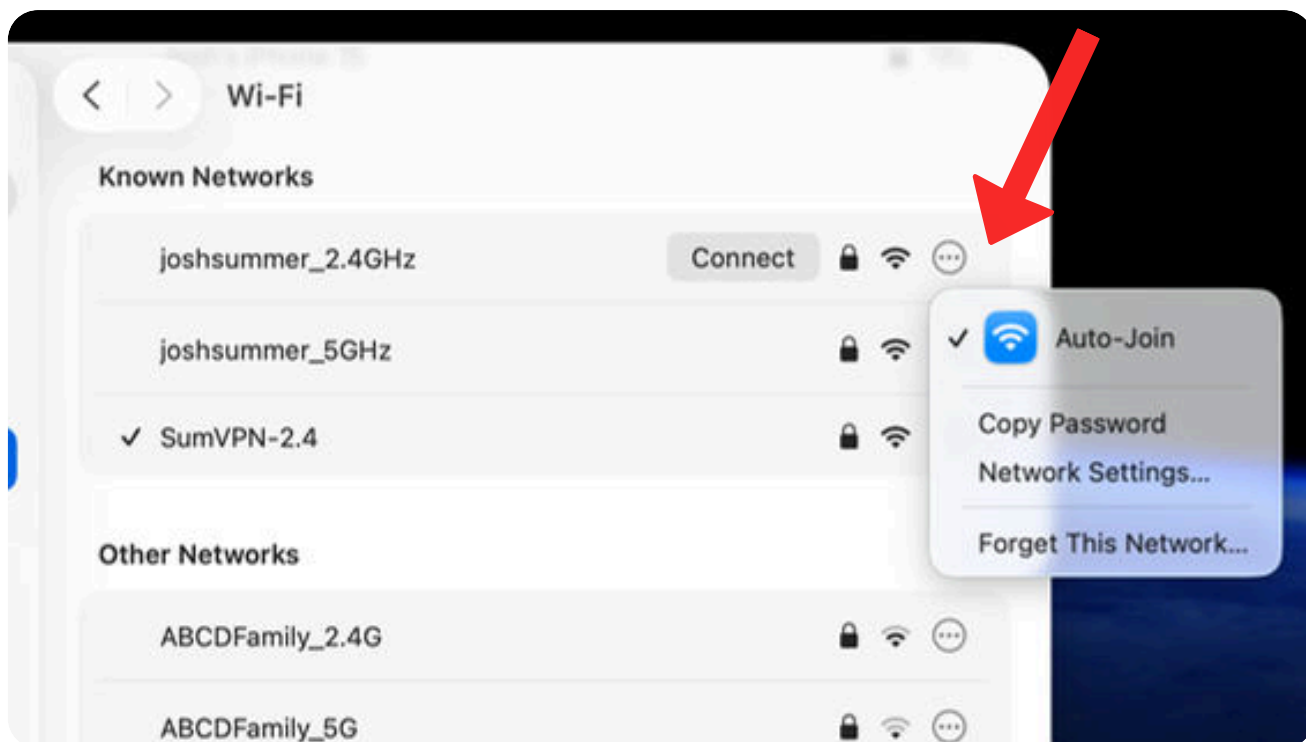 Wi-Fi
Known Networks
joshsummer_2.4GHz Connect
joshsummer_5GHz
Auto-Join
SumVPN-2.4
Copy Password
Network Settings...
Forget This Network...
Other Networks
ABCDFamily_2.4G
ABCDFamily_5G